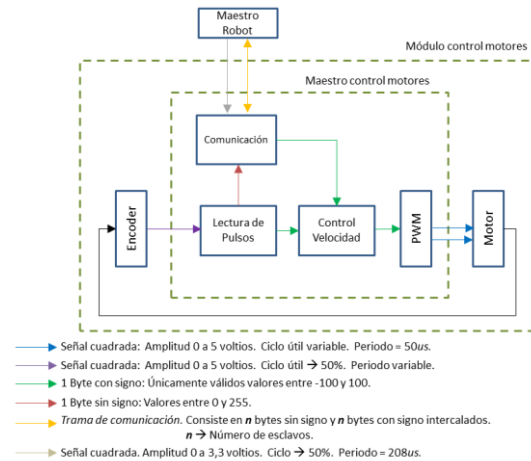 Maestro
Robot
Módulo control motores
Maestro control motores
Comunicación
Encoder
Lectura de
Pulsos
Control
Velocidad
PWM
Motor
Señal cuadrada: Amplitud 0 a 5 voltios. Ciclo útil variable. Periodo = 50us.
Señal cuadrada: Amplitud 0 a 5 voltios. Ciclo útil → 50%. Periodo variable.
1 Byte con signo: Únicamente válidos valores entre -100 y 100.
1 Byte sin signo: Valores entre 0 y 255.
Trama de comunicación. Consiste en n bytes sin signo y n bytes con signo intercalados.
n → Número de esclavos.
Señal cuadrada. Amplitud 0 a 3,3 voltios. Ciclo → 50%. Periodo = 208us.